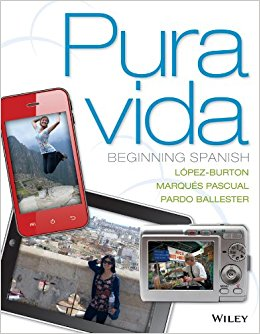 Pura
vida
BEGINNING SPANISH
LÓPEZ-BURTON
MARQUÉS PASCUAL
PARDO BALLESTER
WILEY